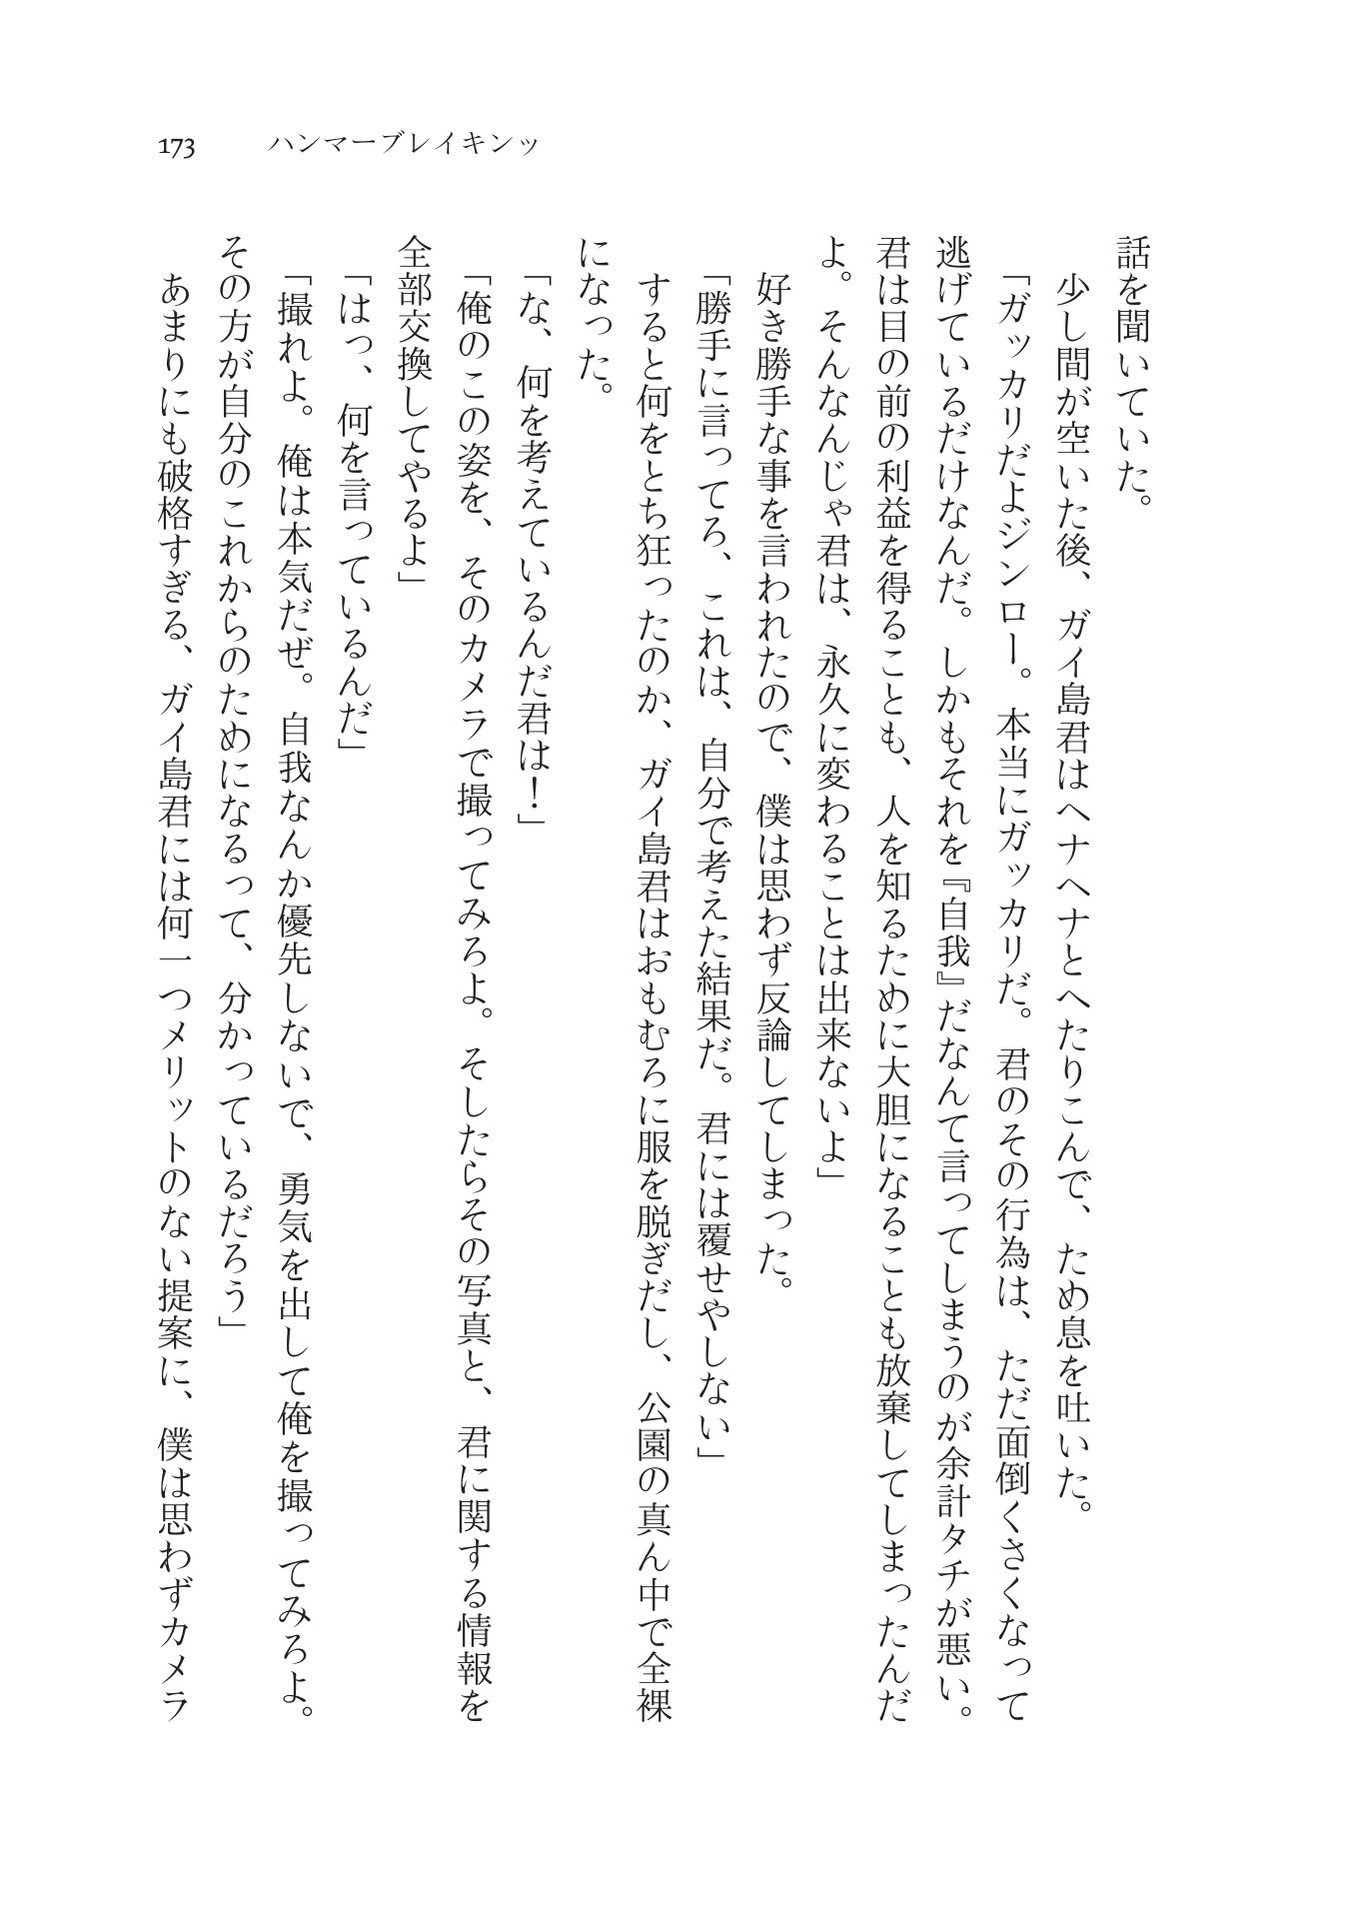 173 ハンマーブレイキンッ
話を聞いていた。
少し間が空いた後、ガイ島君はヘナヘナとへたりこんで、ため息を吐いた。
「ガッカリだよジンロー。本当にガッカリだ。君のその行為は、ただ面倒くさくなって
逃げているだけなんだ。しかもそれを『自我』だなんて言ってしまうのが余計タチが悪い。
君は目の前の利益を得ることも、人を知るために大胆になることも放棄してしまったんだ
よ。そんなんじゃ君は、永久に変わることは出来ないよ」
好き勝手な事を言われたので、僕は思わず反論してしまった。
「勝手に言ってろ、これは、自分で考えた結果だ。君には覆せやしない」
すると何をとち狂ったのか、ガイ島君はおもむろに服を脱ぎだし、公園の真ん中で全裸
になった。
「な、何を考えているんだ君は！」
「俺のこの姿を、そのカメラで撮ってみろよ。そしたらその写真と、君に関する情報を
全部交換してやるよ」
「はっ、何を言っているんだ」
「撮れよ。俺は本気だぜ。自我なんか優先しないで、勇気を出して俺を撮ってみろよ。
その方が自分のこれからのためになるって、分かっているだろう」
あまりにも破格すぎる、ガイ島君には何一つメリットのない提案に、僕は思わずカメラ